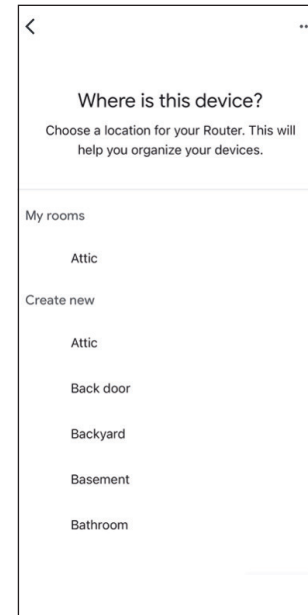 Where is this device?
Choose a location for your Router. This will
help you organize your devices.
My rooms
Attic
Create new
Attic
Back door
Backyard
Basement
Bathroom